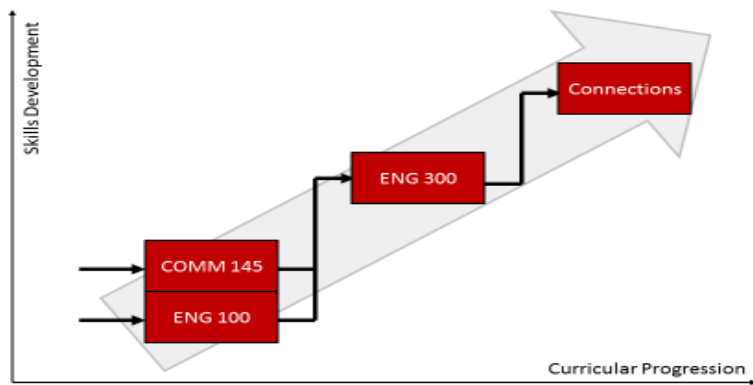 Skills Development
Connections
ENG 300
COMM 145
ENG 100
Curricular Progression